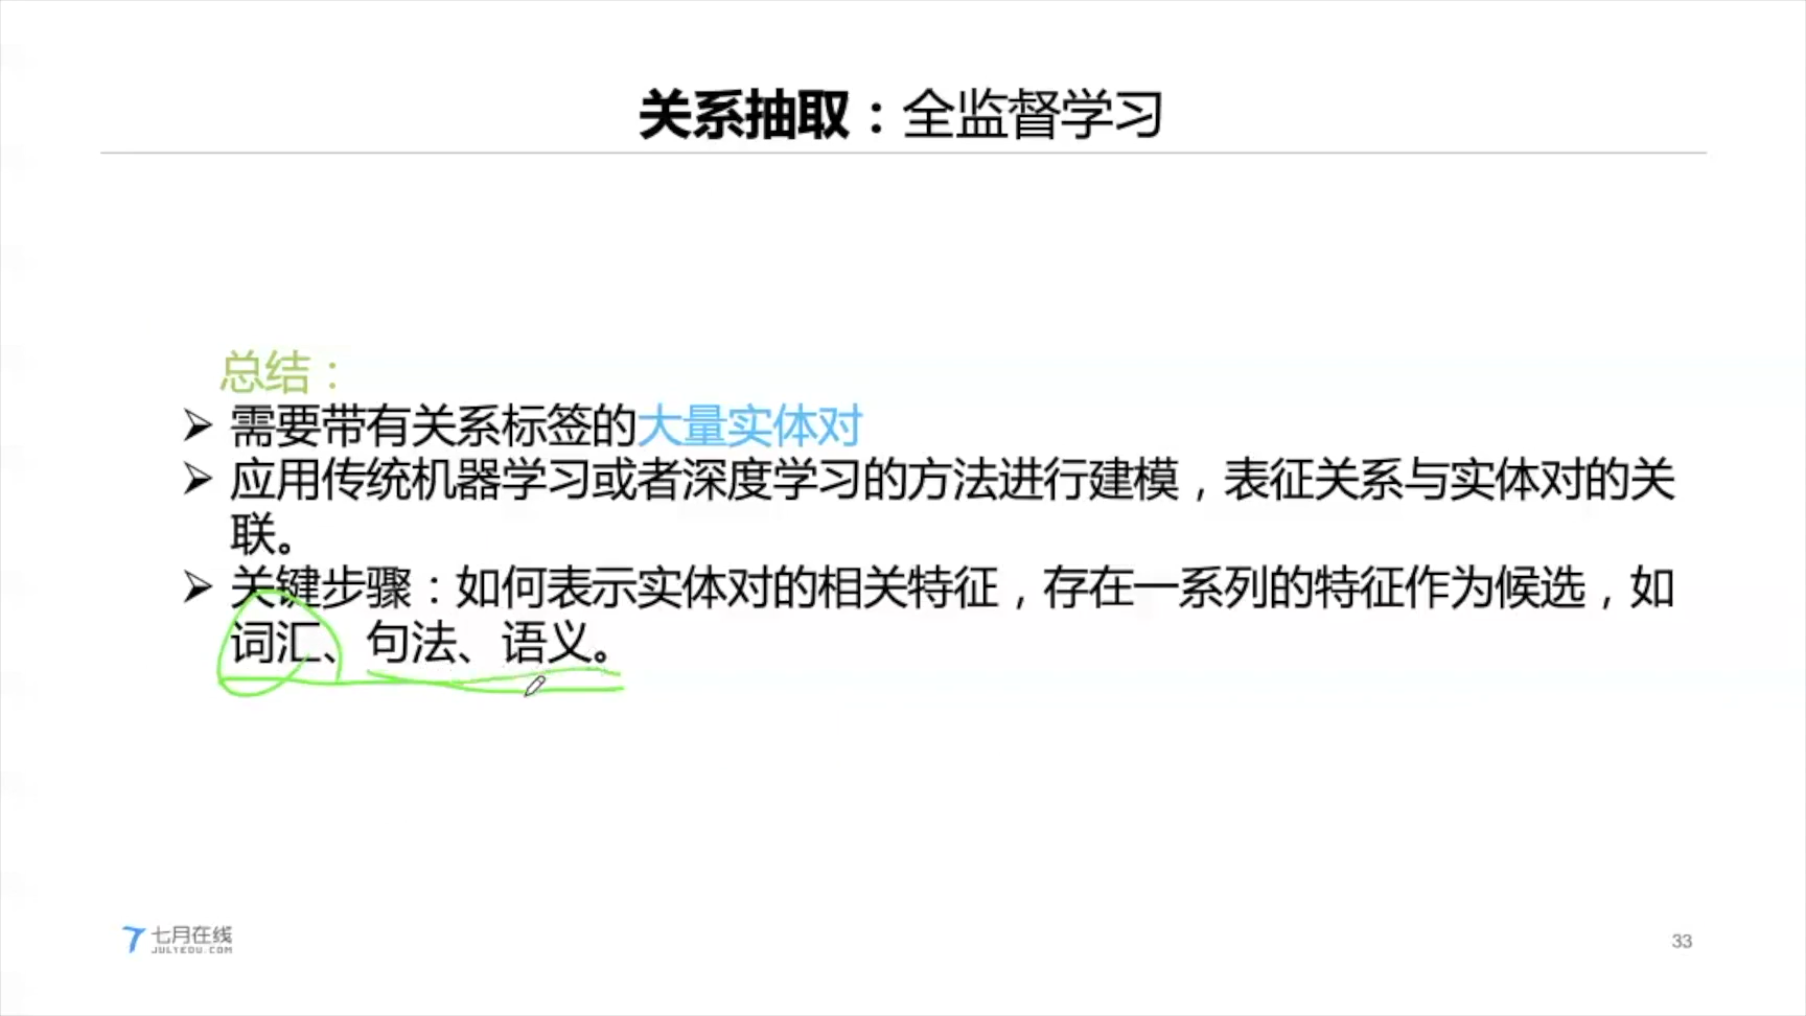 关系抽取：全监督学习
总结：
➢ 需要带有关系标签的大量实体对
➢ 应用传统机器学习或者深度学习的方法进行建模，表征关系与实体对的关
联。
➢ 关键步骤：如何表示实体对的相关特征，存在一系列的特征作为候选，如
词汇、句法、语义。
七月在线
JULYEDU.COM
33